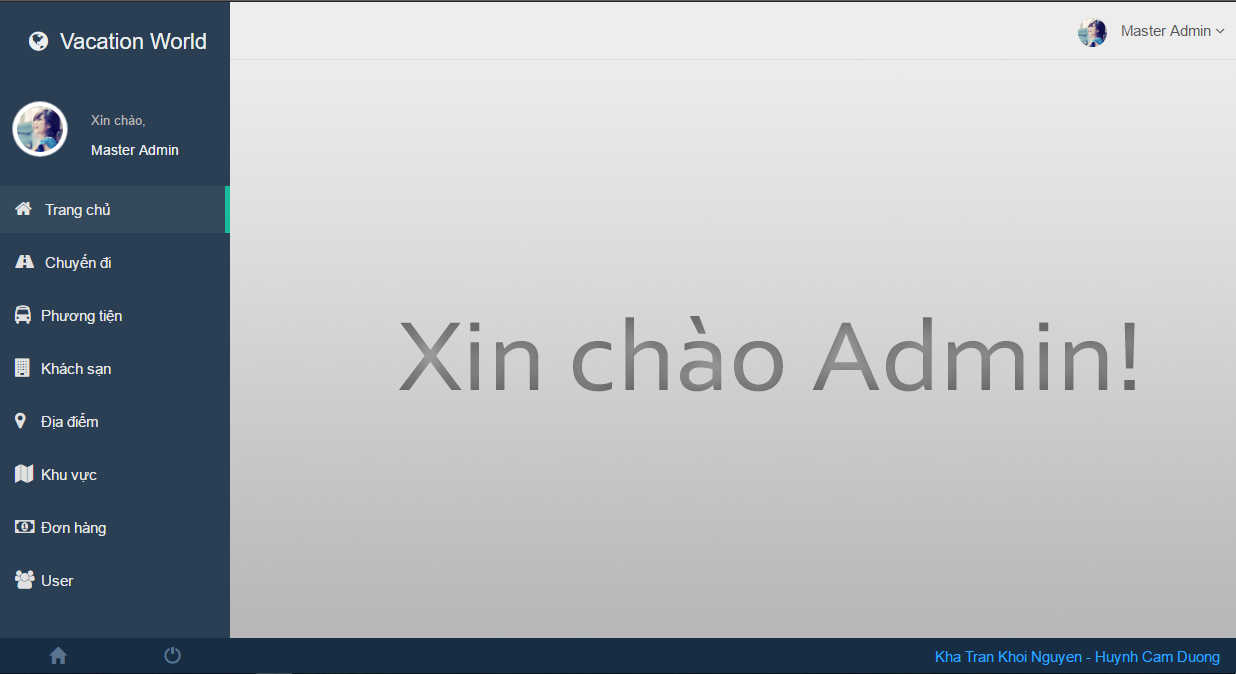 Vacation World
Master Admin
Xin chào,
Master Admin
Trang chủ
Chuyến đi
Phương tiện
Khách sạn
Địa điểm
Khu vực
Đơn hàng
User
Xin chào Admin!
Kha Tran Khoi Nguyen - Huynh Cam Duong